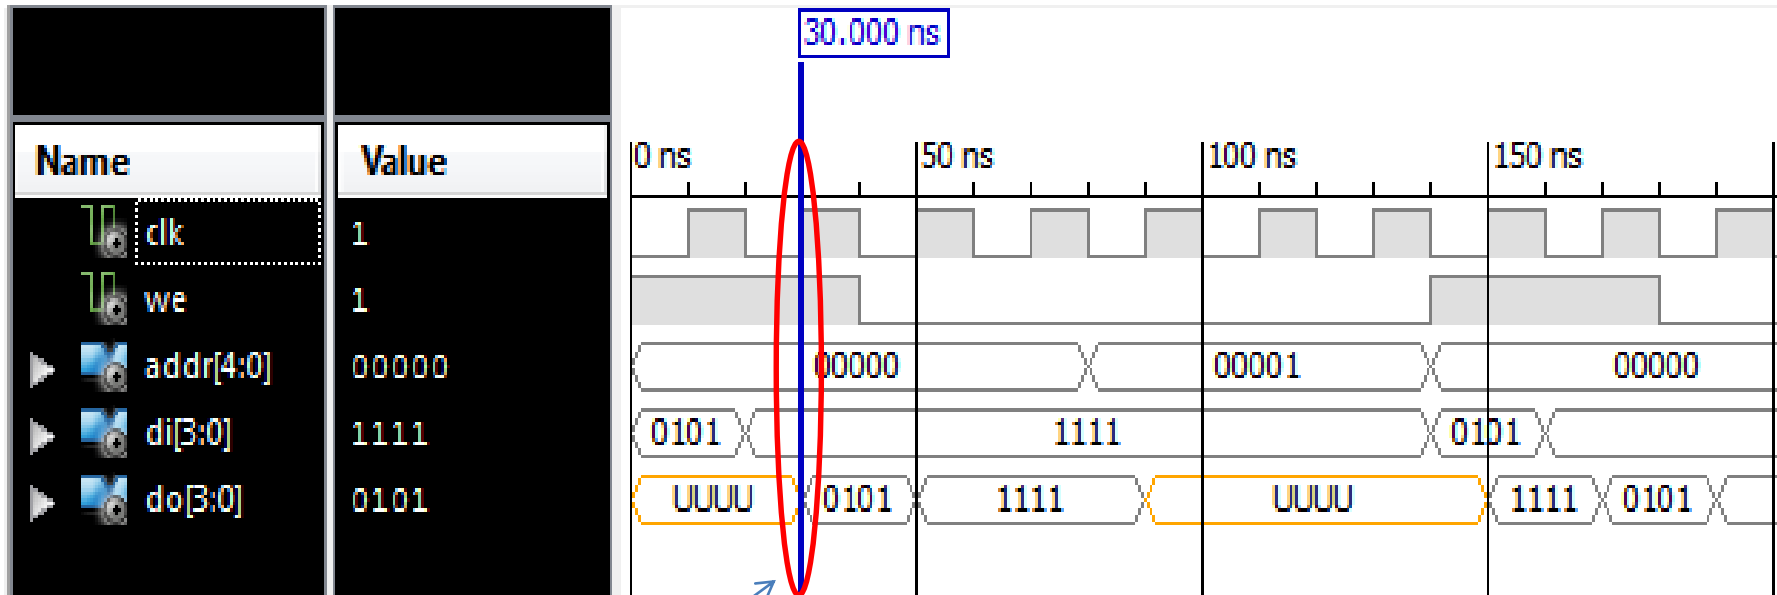 30.000 ns
Name Value 0 ns 50 ns 100 ns 150 ns
clk 1
we 1
addr[4:0] 00000 00000 00001 00000
di[3:0] 1111 0101 1111 0101
do[3:0] 0101 UUUU 0101 1111 UUUU 1111 0101